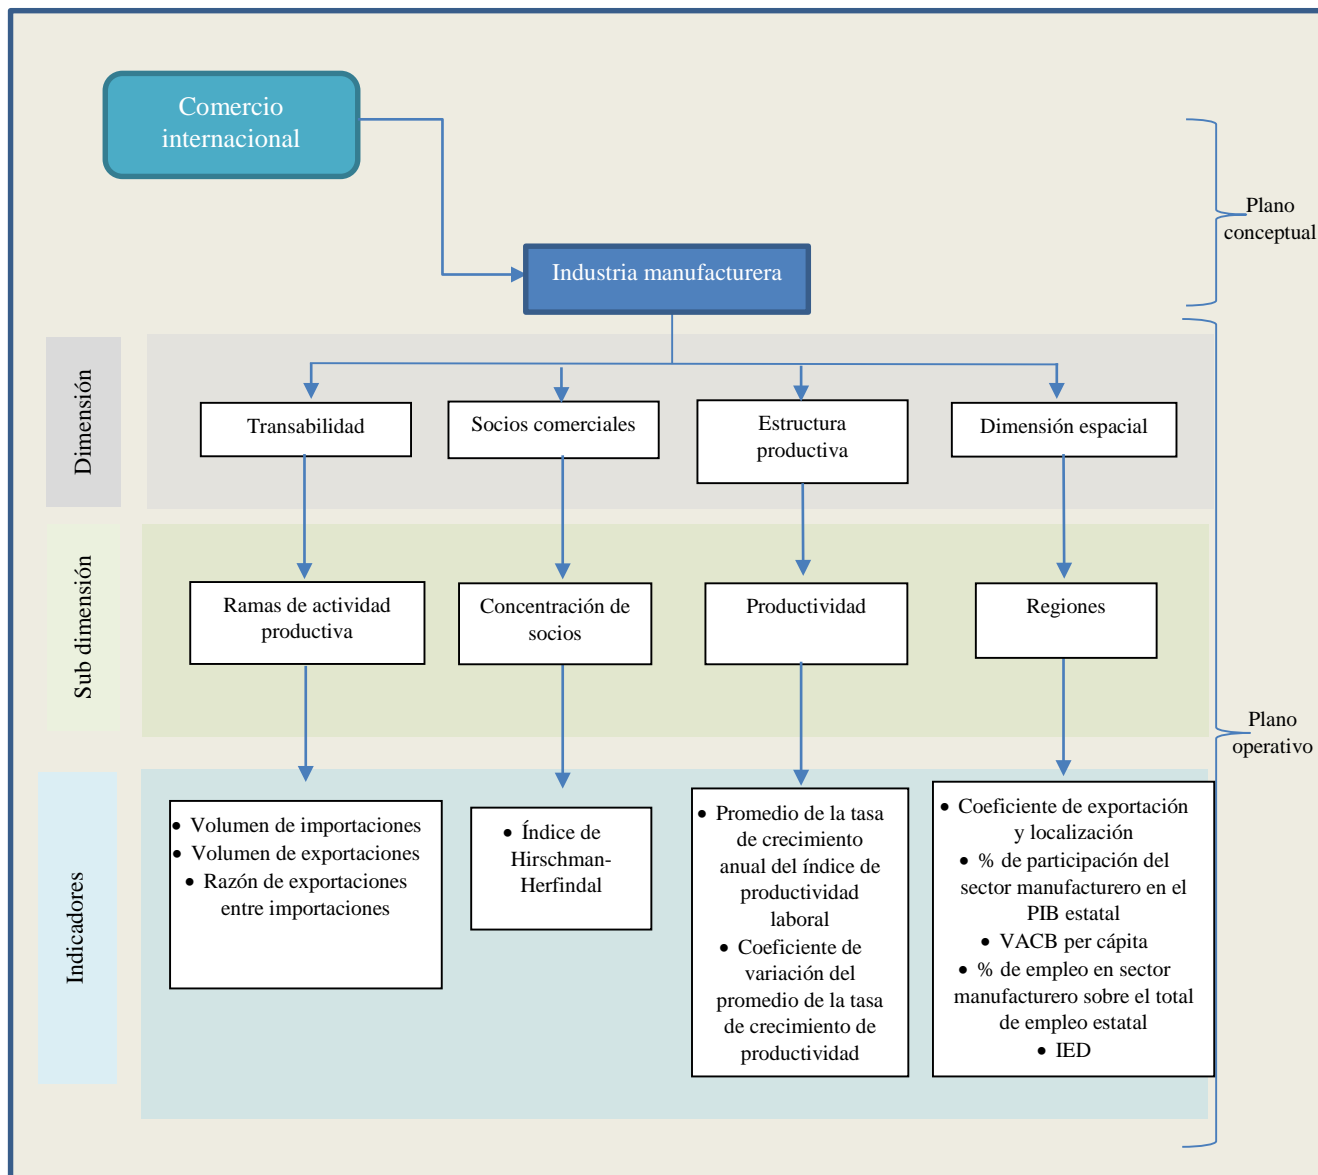 Comercio
internacional
Plano
conceptual
Industria manufacturera
Dimensión
Transabilidad
Socios comerciales
Estructura
productiva
Dimensión espacial
Sub dimensión
Ramas de actividad
productiva
Concentración de
socios
Productividad
Regiones
Plano
operativo
Indicadores
• Volumen de importaciones
• Volumen de exportaciones
• Razón de exportaciones
entre importaciones
• Índice de
Hirschman-
Herfindal
• Promedio de la tasa
de crecimiento
anual del índice de
productividad
laboral
• Coeficiente de
variación del
promedio de la tasa
de crecimiento de
productividad
• Coeficiente de exportación
y localización
• % de participación del
sector manufacturero en el
PIB estatal
• VACB per cápita
• % de empleo en sector
manufacturero sobre el total
de empleo estatal
• IED